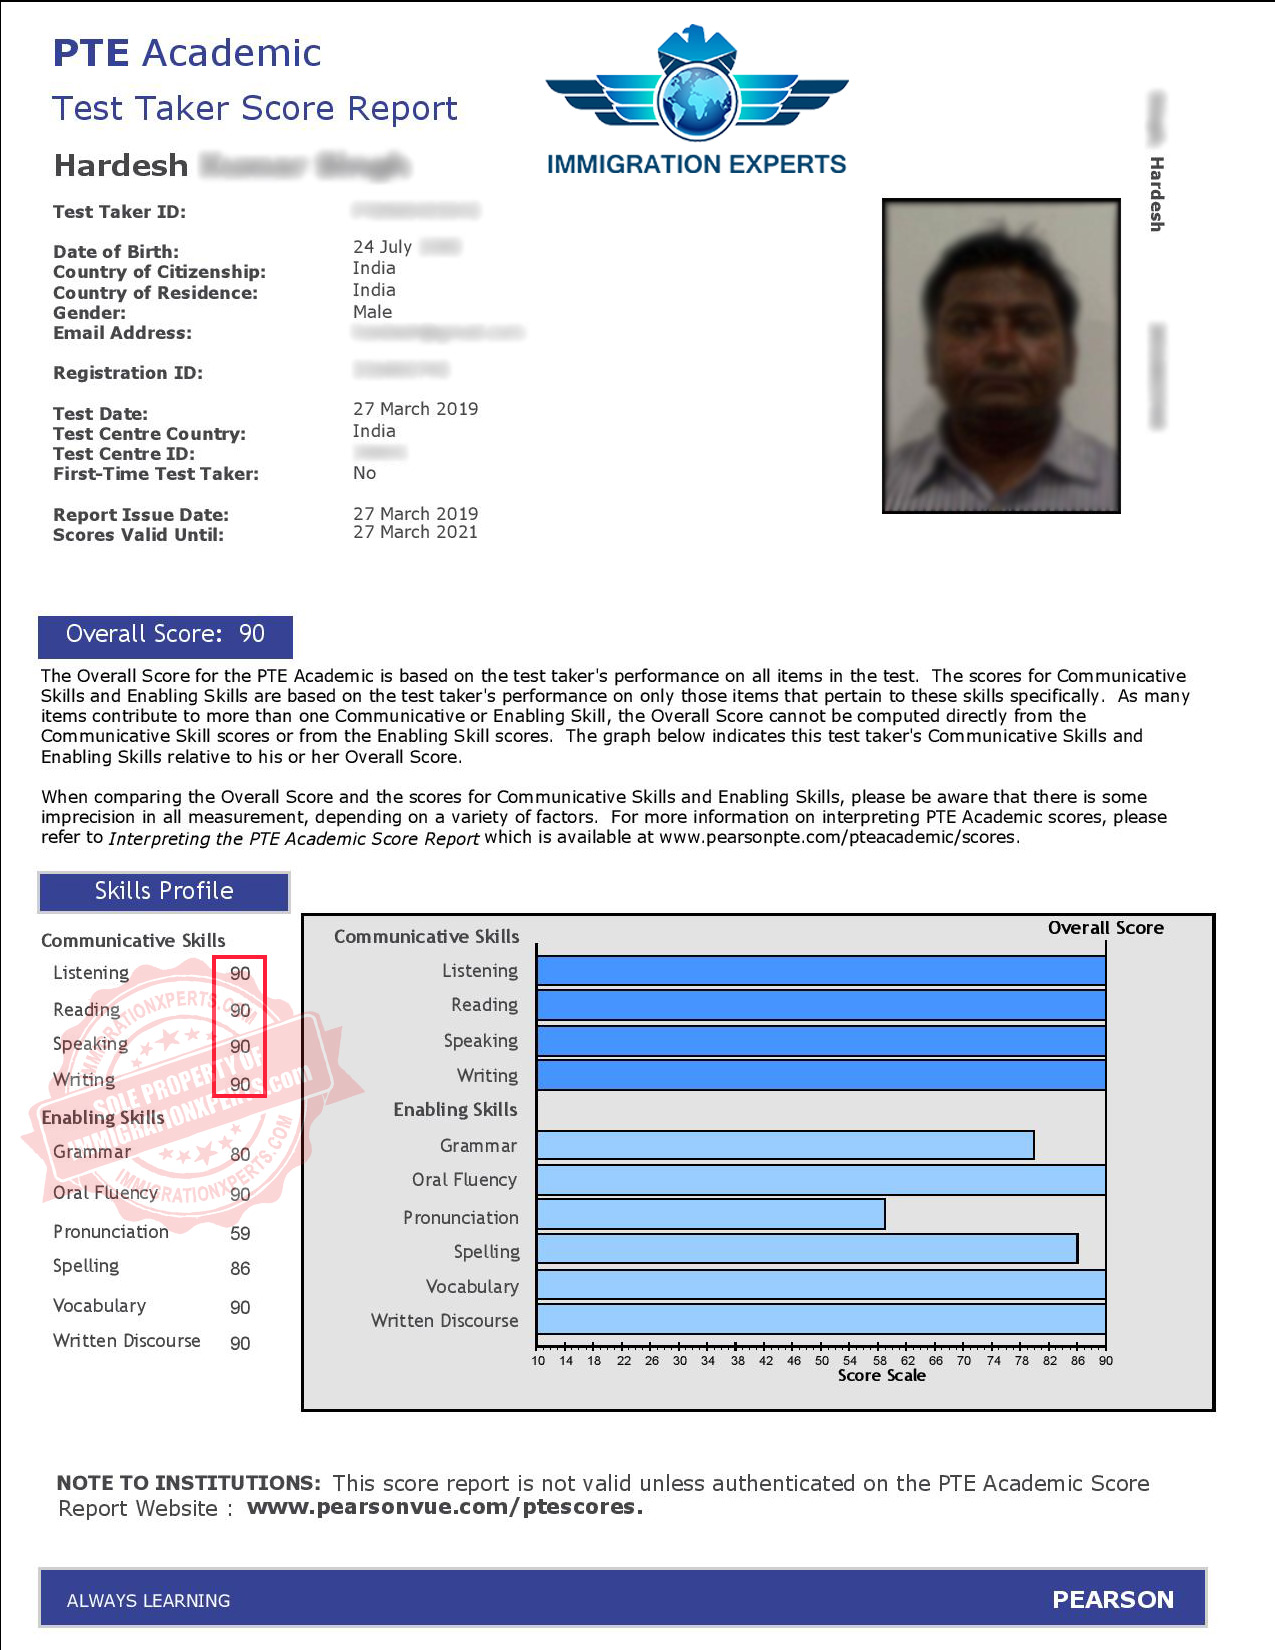 PTE Academic
Test Taker Score Report
IMMIGRATION EXPERTS
Hardesh
Hardesh
Test Taker ID:
Date of Birth: 24 July
Country of Citizenship: India
Country of Residence: India
Gender: Male
Email Address:
Registration ID:
Test Date: 27 March 2019
Test Centre Country: India
Test Centre ID:
First-Time Test Taker: No
Report Issue Date: 27 March 2019
Scores Valid Until: 27 March 2021
Overall Score: 90
The Overall Score for the PTE Academic is based on the test taker's performance on all items in the test. The scores for Communicative
Skills and Enabling Skills are based on the test taker's performance on only those items that pertain to these skills specifically. As many
items contribute to more than one Communicative or Enabling Skill, the Overall Score cannot be computed directly from the
Communicative Skill scores or from the Enabling Skill scores. The graph below indicates this test taker's Communicative Skills and
Enabling Skills relative to his or her Overall Score.
When comparing the Overall Score and the scores for Communicative Skills and Enabling Skills, please be aware that there is some
imprecision in all measurement, depending on a variety of factors. For more information on interpreting PTE Academic scores, please
refer to Interpreting the PTE Academic Score Report which is available at www.pearsonpte.com/pteacademic/scores.
Skills Profile
Communicative Skills
Listening 90
Reading 90
Speaking 90
Writing 90
Enabling Skills
Grammar 80
Oral Fluency 90
Pronunciation 59
Spelling 86
Vocabulary 90
Written Discourse 90
IMMIGRATIONXPERTS.COM
SOLE PROPERTY OF
IMMIGRATIONXPERTS.com
IMMIGRATIONXPERTS.COM
Overall Score
Communicative Skills
Listening
Reading
Speaking
Writing
Enabling Skills
Grammar
Oral Fluency
Pronunciation
Spelling
Vocabulary
Written Discourse
10 14 18 22 26 30 34 38 42 46 50 54 58 62 66 70 74 78 82 86 90
Score Scale
NOTE TO INSTITUTIONS: This score report is not valid unless authenticated on the PTE Academic Score
Report Website : www.pearsonvue.com/ptescores.
ALWAYS LEARNING
PEARSON